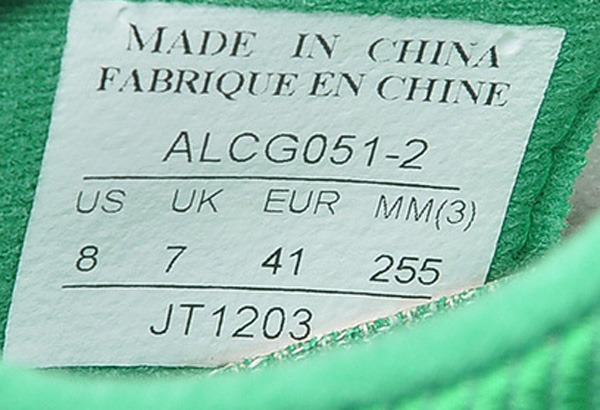 MADE IN CHINA
FABRIQUE EN CHINE
ALCG051-2
US UK EUR MM(3)
8 7 41 255
JT1203